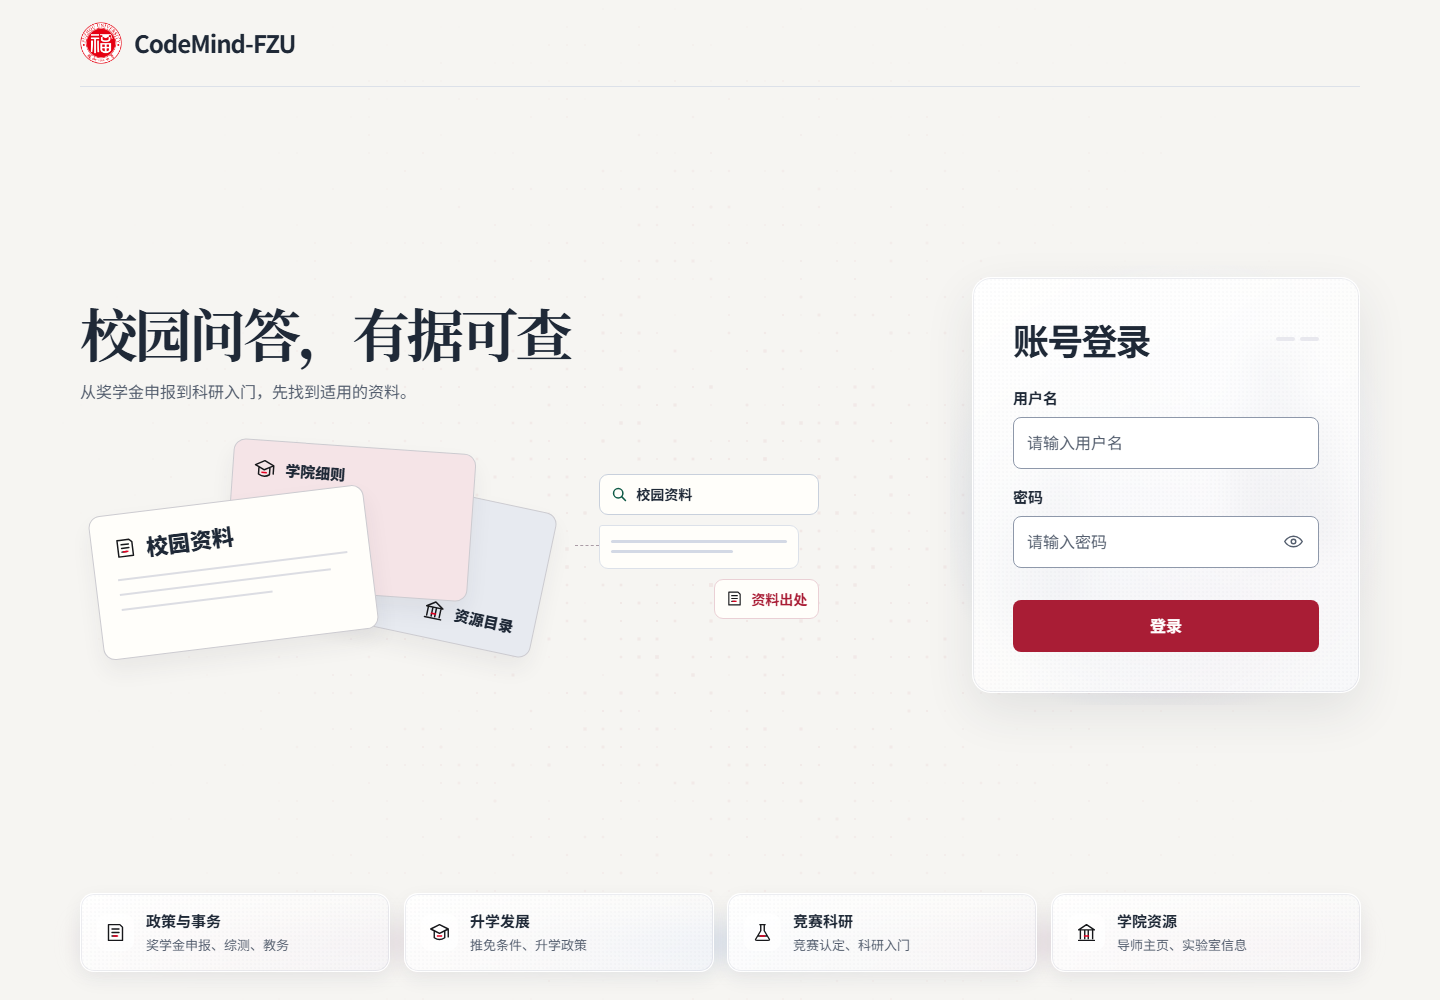 CodeMind-FZU
校园问答，有据可查
从奖学金申报到科研入门，先找到适用的资料。
学院细则
校园资料
资源目录
校园资料
资料出处
账号登录
用户名
请输入用户名
密码
请输入密码
登录
政策与事务
奖学金申报、综测、教务
升学发展
推免条件、升学政策
竞赛科研
竞赛认定、科研入门
学院资源
导师主页、实验室信息